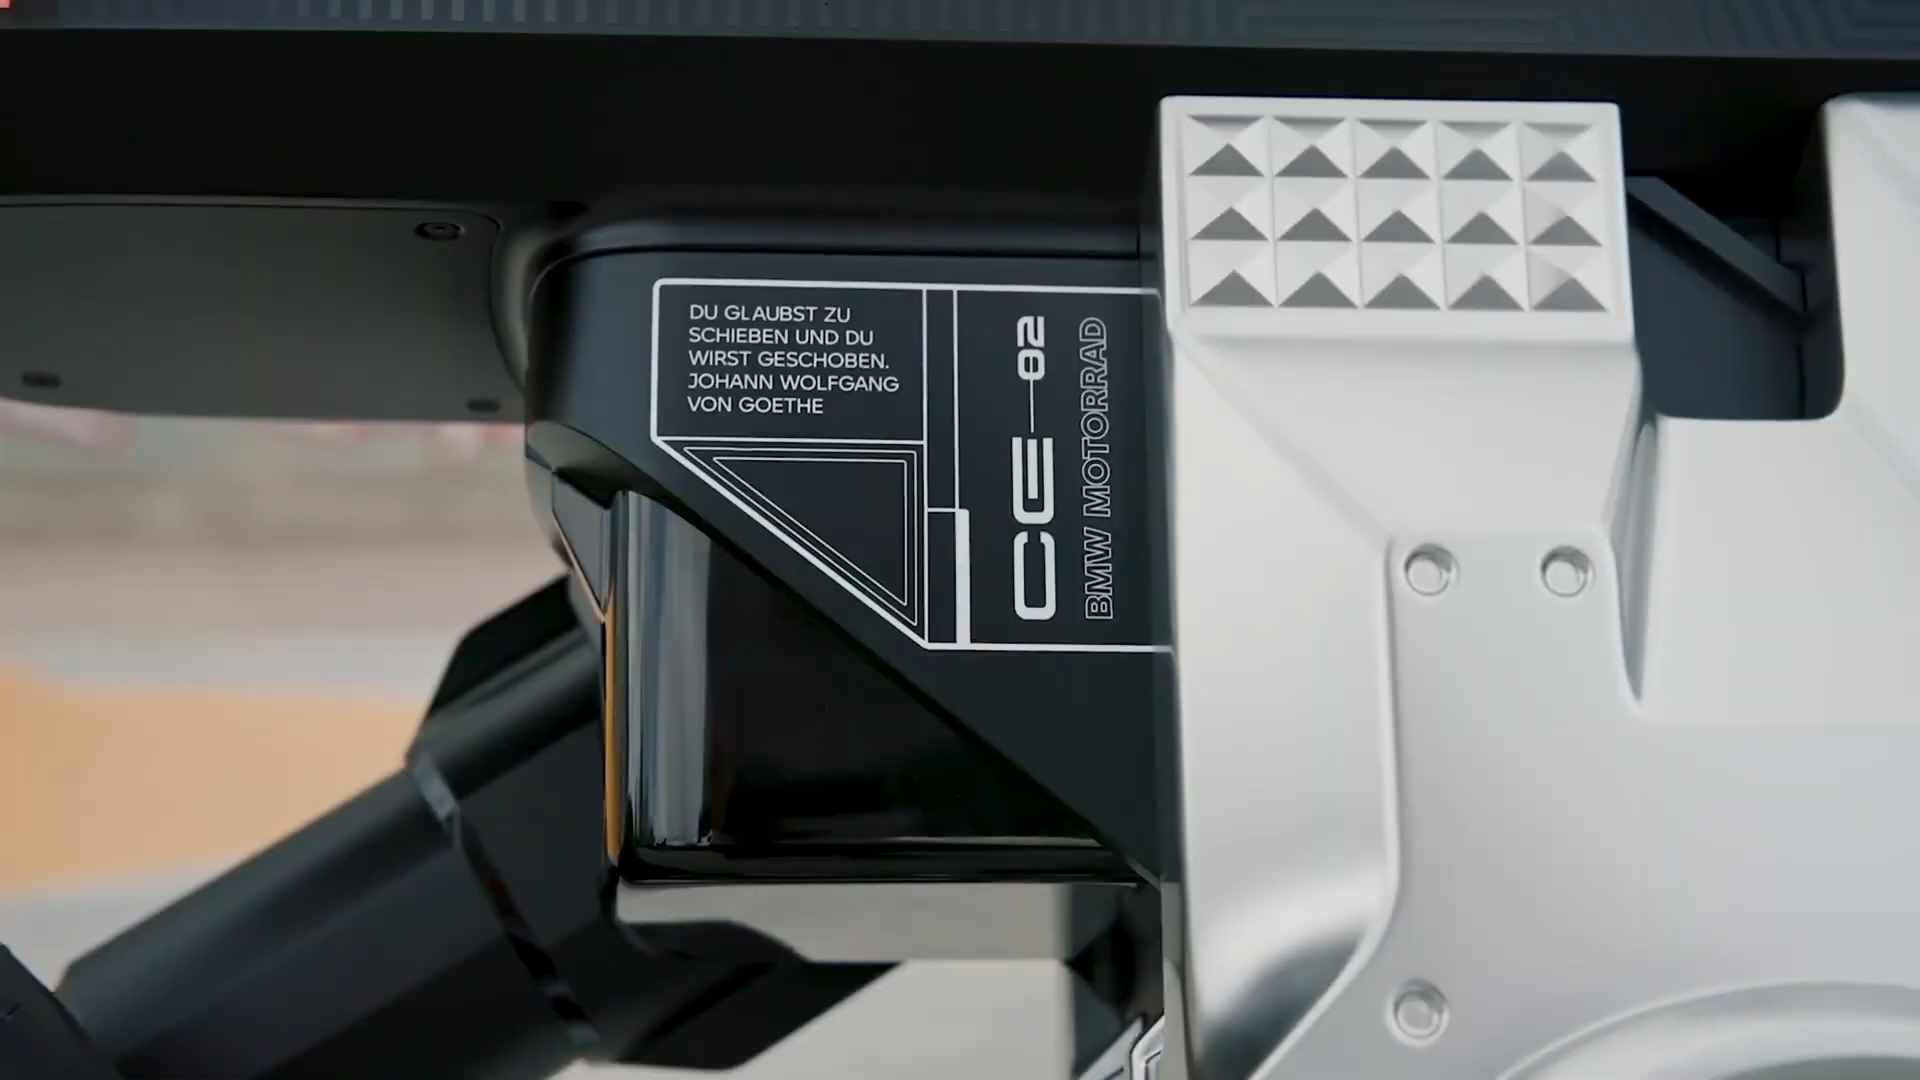 DU GLAUBST ZU
SCHIEBEN UND DU
WIRST GESCHOBEN.
JOHANN WOLFGANG
VON GOETHE
CE—02
BMW MOTORRAD